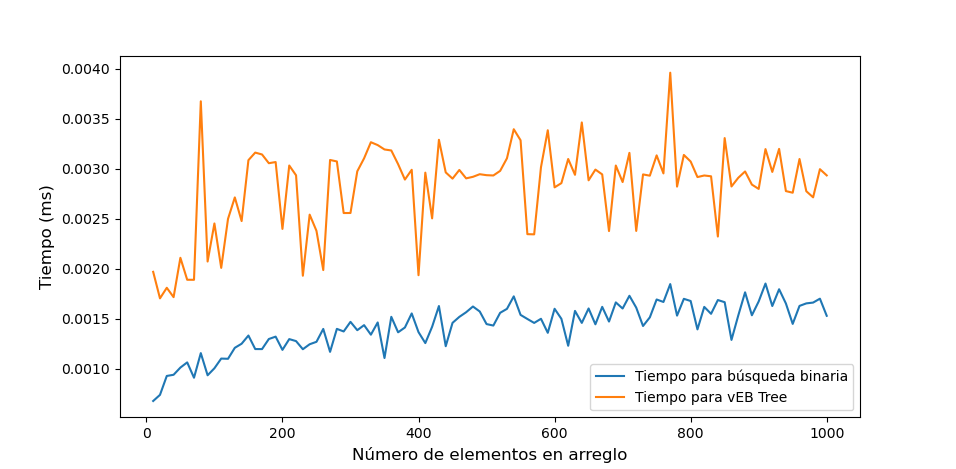 0.0040
0.0035
0.0030
0.0025
0.0020
0.0015
0.0010
Tiempo (ms)
0 200 400 600 800 1000
Número de elementos en arreglo
Tiempo para búsqueda binaria
Tiempo para vEB Tree